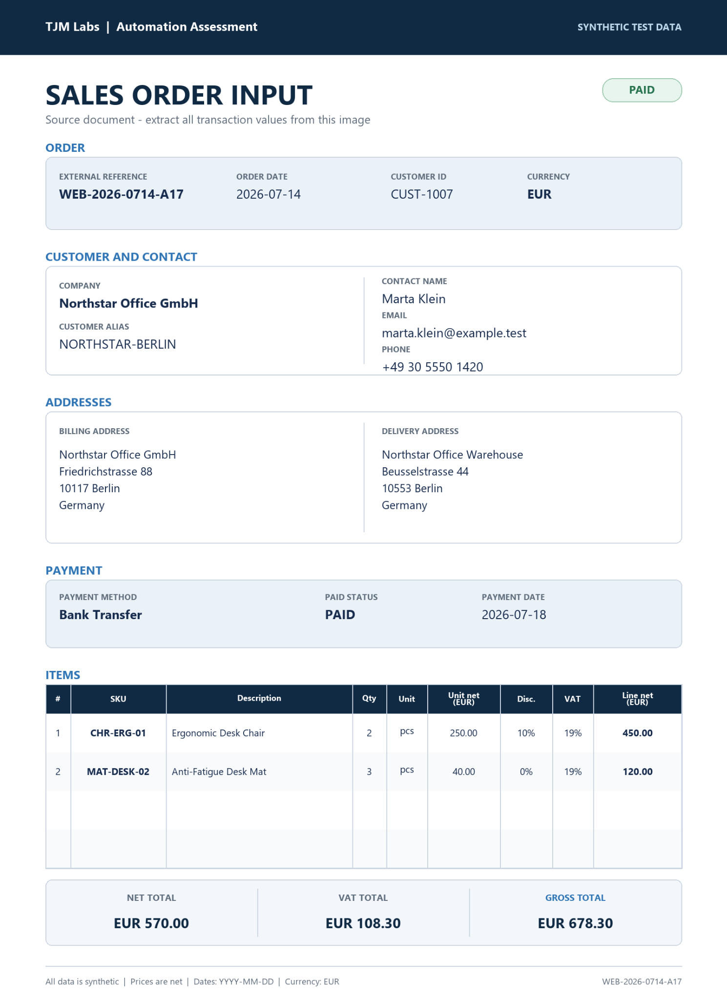 TJM Labs | Automation Assessment
SYNTHETIC TEST DATA
SALES ORDER INPUT
PAID
Source document - extract all transaction values from this image
ORDER
EXTERNAL REFERENCE ORDER DATE CUSTOMER ID CURRENCY
WEB-2026-0714-A17 2026-07-14 CUST-1007 EUR
CUSTOMER AND CONTACT
COMPANY
Northstar Office GmbH
CUSTOMER ALIAS
NORTHSTAR-BERLIN
CONTACT NAME
Marta Klein
EMAIL
marta.klein@example.test
PHONE
+49 30 5550 1420
ADDRESSES
BILLING ADDRESS
Northstar Office GmbH
Friedrichstrasse 88
10117 Berlin
Germany
DELIVERY ADDRESS
Northstar Office Warehouse
Beusselstrasse 44
10553 Berlin
Germany
PAYMENT
PAYMENT METHOD PAID STATUS PAYMENT DATE
Bank Transfer PAID 2026-07-18
ITEMS
# SKU Description Qty Unit Unit net (EUR) Disc. VAT Line net (EUR)
1 CHR-ERG-01 Ergonomic Desk Chair 2 pcs 250.00 10% 19% 450.00
2 MAT-DESK-02 Anti-Fatigue Desk Mat 3 pcs 40.00 0% 19% 120.00
NET TOTAL VAT TOTAL GROSS TOTAL
EUR 570.00 EUR 108.30 EUR 678.30
All data is synthetic | Prices are net | Dates: YYYY-MM-DD | Currency: EUR
WEB-2026-0714-A17